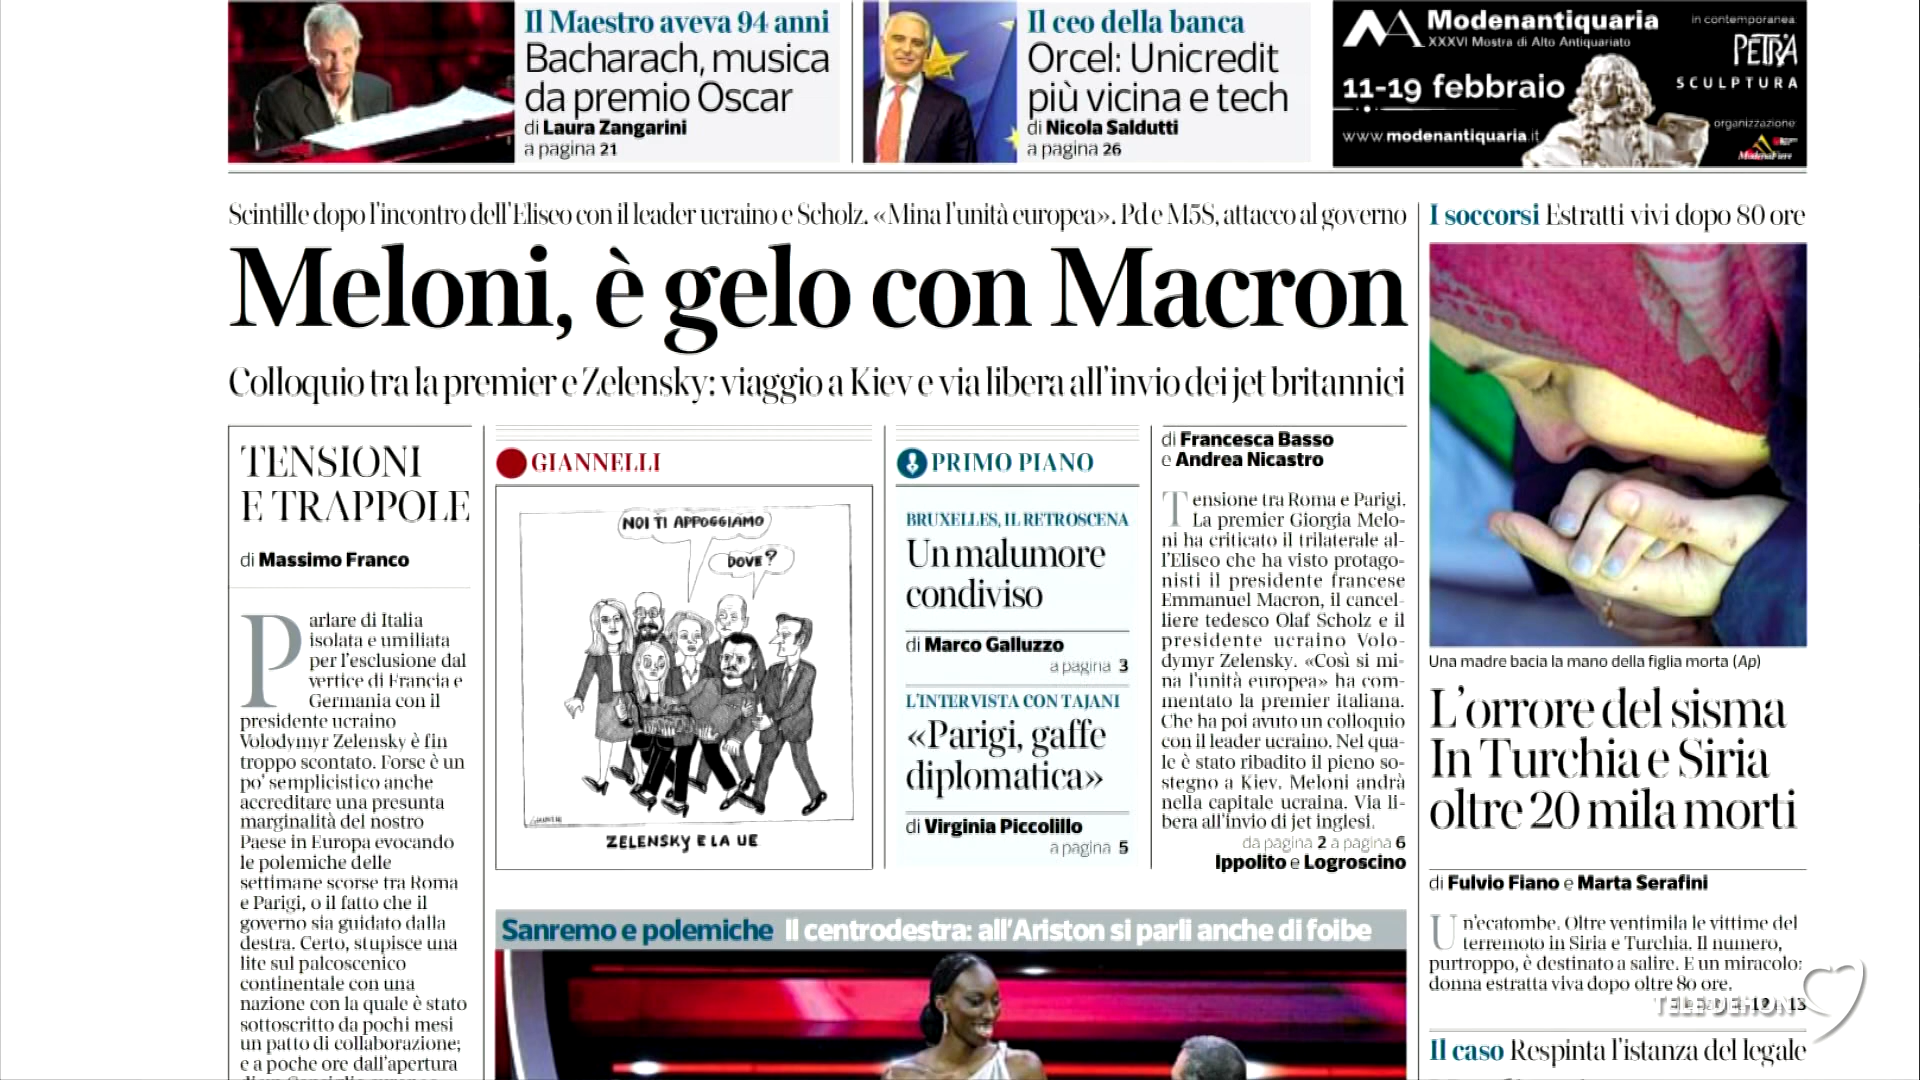 Il Maestro aveva 94 anni
Bacharach, musica
da premio Oscar
di Laura Zangarini
a pagina 21
Il ceo della banca
Orcel: Unicredit
più vicina e tech
di Nicola Saldutti
a pagina 26
Modenantiquaria
XXXVI Mostra di Alto Antiquariato
11-19 febbraio
www.modenantiquaria.it
in contemporanea:
PETRA
SCULPTURA
organizzazione:
ModenaFiere
Scintille dopo l'incontro dell'Eliseo con il leader ucraino e Scholz. «Mina l'unità europea». Pd e M5S, attacco al governo
Meloni, è gelo con Macron
Colloquio tra la premier e Zelensky: viaggio a Kiev e via libera all'invio dei jet britannici
TENSIONI
E TRAPPOLE
di Massimo Franco
Parlare di Italia
isolata e umiliata
per l'esclusione dal
vertice di Francia e
Germania con il
presidente ucraino
Volodymyr Zelensky è fin
troppo scontato. Forse è un
po' semplicistico anche
accreditare una presunta
marginalità del nostro
Paese in Europa evocando
le polemiche delle
settimane scorse tra Roma
e Parigi, o il fatto che il
governo sia guidato dalla
destra. Certo, stupisce una
lite sul palcoscenico
continentale con una
nazione con la quale è stato
sottoscritto da pochi mesi
un patto di collaborazione;
e a poche ore dall'apertura
GIANNELLI
NOI TI APPOGGIAMO
DOVE?
GIANNELLI
ZELENSKY E LA UE
PRIMO PIANO
BRUXELLES, IL RETROSCENA
Un malumore
condiviso
di Marco Galluzzo
a pagina 3
L'INTERVISTA CON TAJANI
«Parigi, gaffe
diplomatica»
di Virginia Piccolillo
a pagina 5
di Francesca Basso
e Andrea Nicastro
Tensione tra Roma e Parigi.
La premier Giorgia Melo-
ni ha criticato il trilaterale al-
l'Eliseo che ha visto protago-
nisti il presidente francese
Emmanuel Macron, il cancel-
liere tedesco Olaf Scholz e il
presidente ucraino Volo-
dymyr Zelensky. «Così si mi-
na l'unità europea» ha com-
mentato la premier italiana.
Che ha poi avuto un colloquio
con il leader ucraino. Nel qua-
le è stato ribadito il pieno so-
stegno a Kiev. Meloni andrà
nella capitale ucraina. Via li-
bera all'invio di jet inglesi.
da pagina 2 a pagina 6
Ippolito e Logroscino
Sanremo e polemiche Il centrodestra: all'Ariston si parli anche di foibe
I soccorsi Estratti vivi dopo 80 ore
Una madre bacia la mano della figlia morta (Ap)
L'orrore del sisma
In Turchia e Siria
oltre 20 mila morti
di Fulvio Fiano e Marta Serafini
Un'ecatombe. Oltre ventimila le vittime del
terremoto in Siria e Turchia. Il numero,
purtroppo, è destinato a salire. E un miracolo:
donna estratta viva dopo oltre 80 ore.
TELEDEHON
Il caso Respinta l'istanza del legale